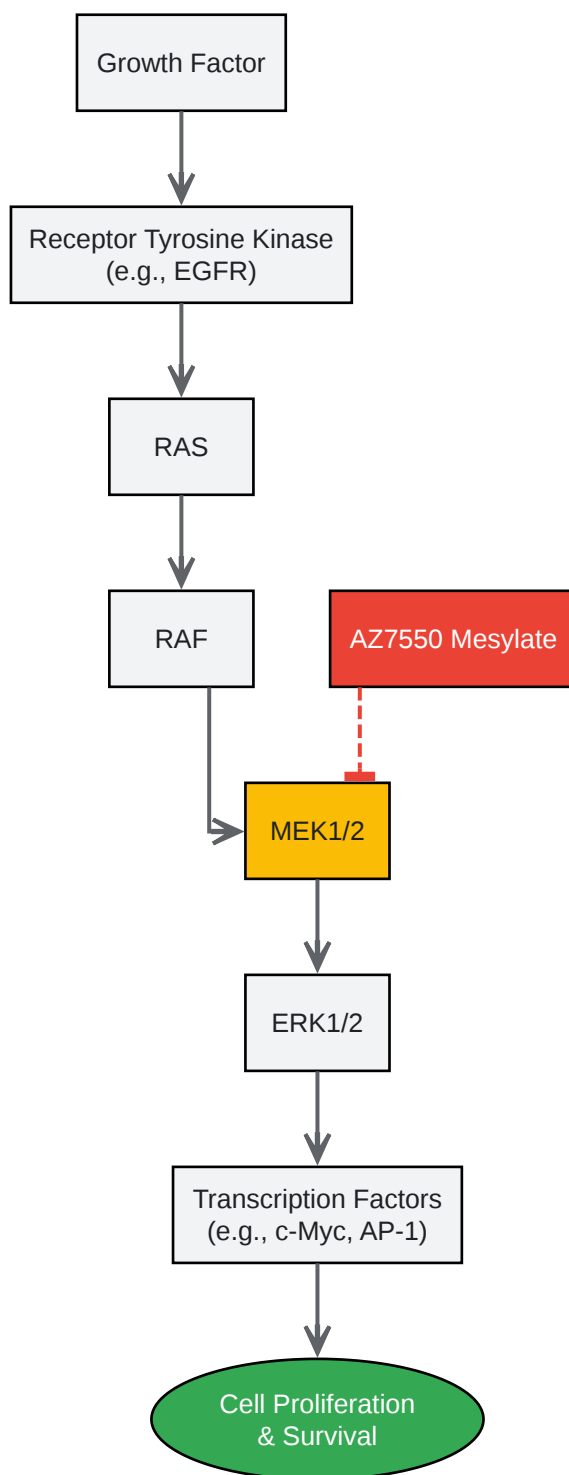 Growth Factor
Receptor Tyrosine Kinase
(e.g., EGFR)
RAS
RAF
AZ7550 Mesylate
MEK1/2
ERK1/2
Transcription Factors
(e.g., c-Myc, AP-1)
Cell Proliferation
& Survival